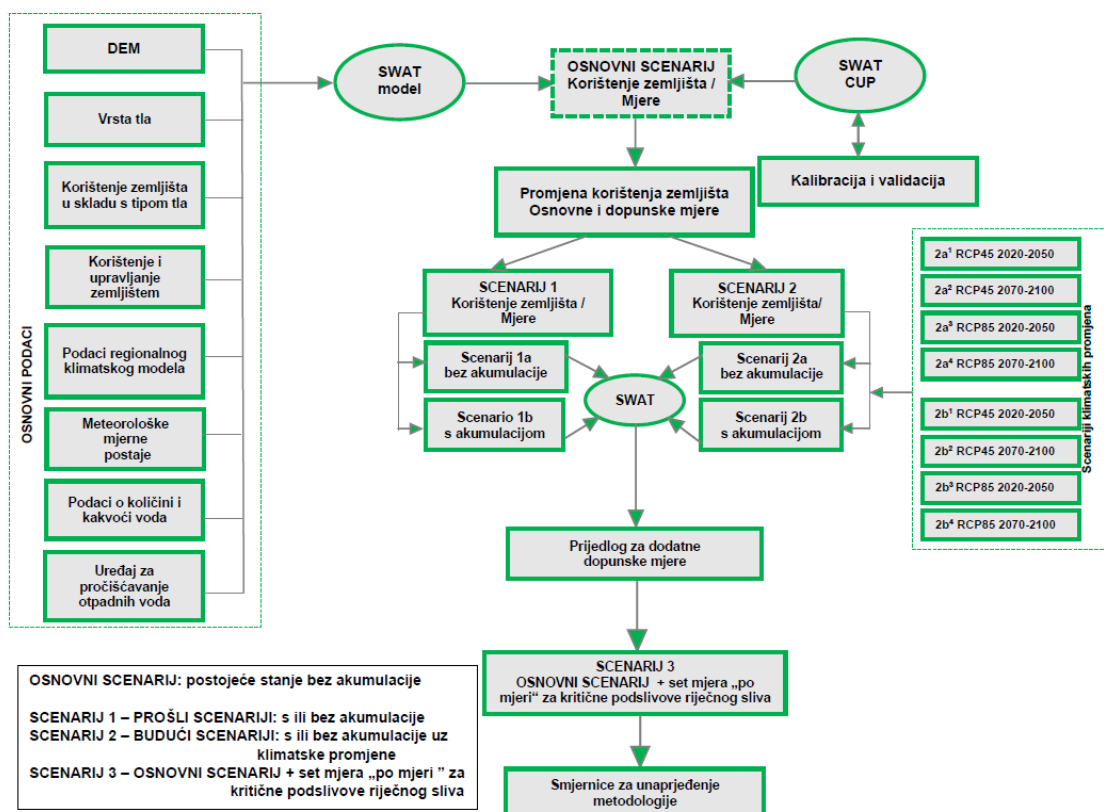 OSNOVNI PODACI
DEM
Vrsta tla
Korištenje zemljišta
u skladu s tipom tla
Korištenje i
upravljanje
zemljištem
Podaci regionalnog
klimatskog modela
Meteorološke
mjerne
postaje
Podaci o količini i
kakvoći voda
Uređaj za
pročišćavanje
otpadnih voda
SWAT
model
OSNOVNI SCENARIJ
Korištenje zemljišta /
Mjere
SWAT
CUP
Kalibracija i validacija
Promjena korištenja zemljišta
Osnovne i dopunske mjere
SCENARIJ 1
Korištenje zemljišta /
Mjere
SCENARIJ 2
Korištenje zemljišta/
Mjere
Scenarij 1a
bez akumulacije
Scenario 1b
s akumulacijom
SWAT
Scenarij 2a
bez akumulacije
Scenarij 2b
s akumulacijom
2a¹ RCP45 2020-2050
2a² RCP45 2070-2100
2a³ RCP85 2020-2050
2a⁴ RCP85 2070-2100
2b¹ RCP45 2020-2050
2b² RCP45 2070-2100
2b³ RCP85 2020-2050
2b⁴ RCP85 2070-2100
Scenariji klimatskih promjena
Prijedlog za dodatne
dopunske mjere
SCENARIJ 3
OSNOVNI SCENARIJ + set mjera „po
mjeri“ za kritične podslivove riječnog sliva
Smjernice za unaprjeđenje
metodologije
OSNOVNI SCENARIJ: postojeće stanje bez akumulacije
SCENARIJ 1 – PROŠLI SCENARIJI: s ili bez akumulacije
SCENARIJ 2 – BUDUĆI SCENARIJI: s ili bez akumulacije uz
klimatske promjene
SCENARIJ 3 – OSNOVNI SCENARIJ + set mjera „po mjeri ” za
kritične podslivove riječnog sliva